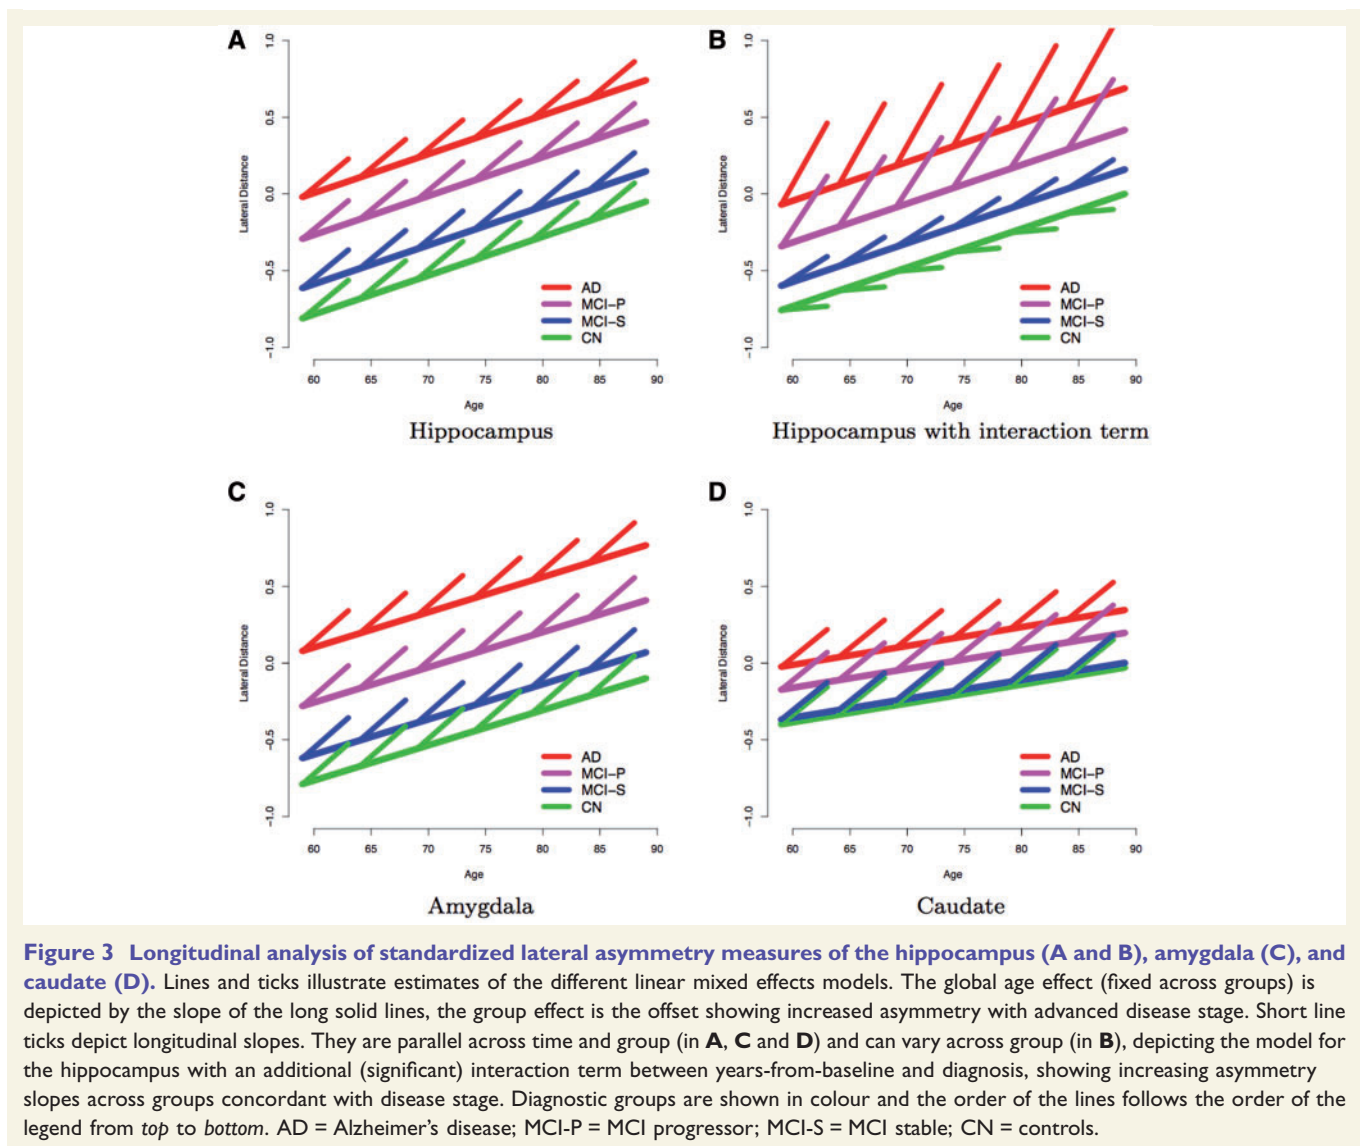 A
B
1.0
0.5
0.0
−0.5
−1.0
Lateral Distance
AD
MCI−P
MCI−S
CN
60 65 70 75 80 85 90
Age
Hippocampus
1.0
0.5
0.0
−0.5
−1.0
Lateral Distance
AD
MCI−P
MCI−S
CN
60 65 70 75 80 85 90
Age
Hippocampus with interaction term
C
D
1.0
0.5
0.0
−0.5
−1.0
Lateral Distance
AD
MCI−P
MCI−S
CN
60 65 70 75 80 85 90
Age
Amygdala
1.0
0.5
0.0
−0.5
−1.0
Lateral Distance
AD
MCI−P
MCI−S
CN
60 65 70 75 80 85 90
Age
Caudate
Figure 3 Longitudinal analysis of standardized lateral asymmetry measures of the hippocampus (A and B), amygdala (C), and
caudate (D). Lines and ticks illustrate estimates of the different linear mixed effects models. The global age effect (fixed across groups) is
depicted by the slope of the long solid lines, the group effect is the offset showing increased asymmetry with advanced disease stage. Short line
ticks depict longitudinal slopes. They are parallel across time and group (in A, C and D) and can vary across group (in B), depicting the model for
the hippocampus with an additional (significant) interaction term between years-from-baseline and diagnosis, showing increasing asymmetry
slopes across groups concordant with disease stage. Diagnostic groups are shown in colour and the order of the lines follows the order of the
legend from top to bottom. AD = Alzheimer's disease; MCI-P = MCI progressor; MCI-S = MCI stable; CN = controls.